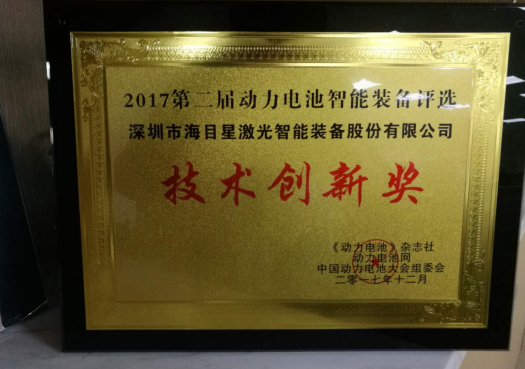 2017第二届动力电池智能装备评选
深圳市海目星激光智能装备股份有限公司
技术创新奖
《动力电池》杂志社
动力电池网
中国动力电池大会组委会
二零一七年十二月